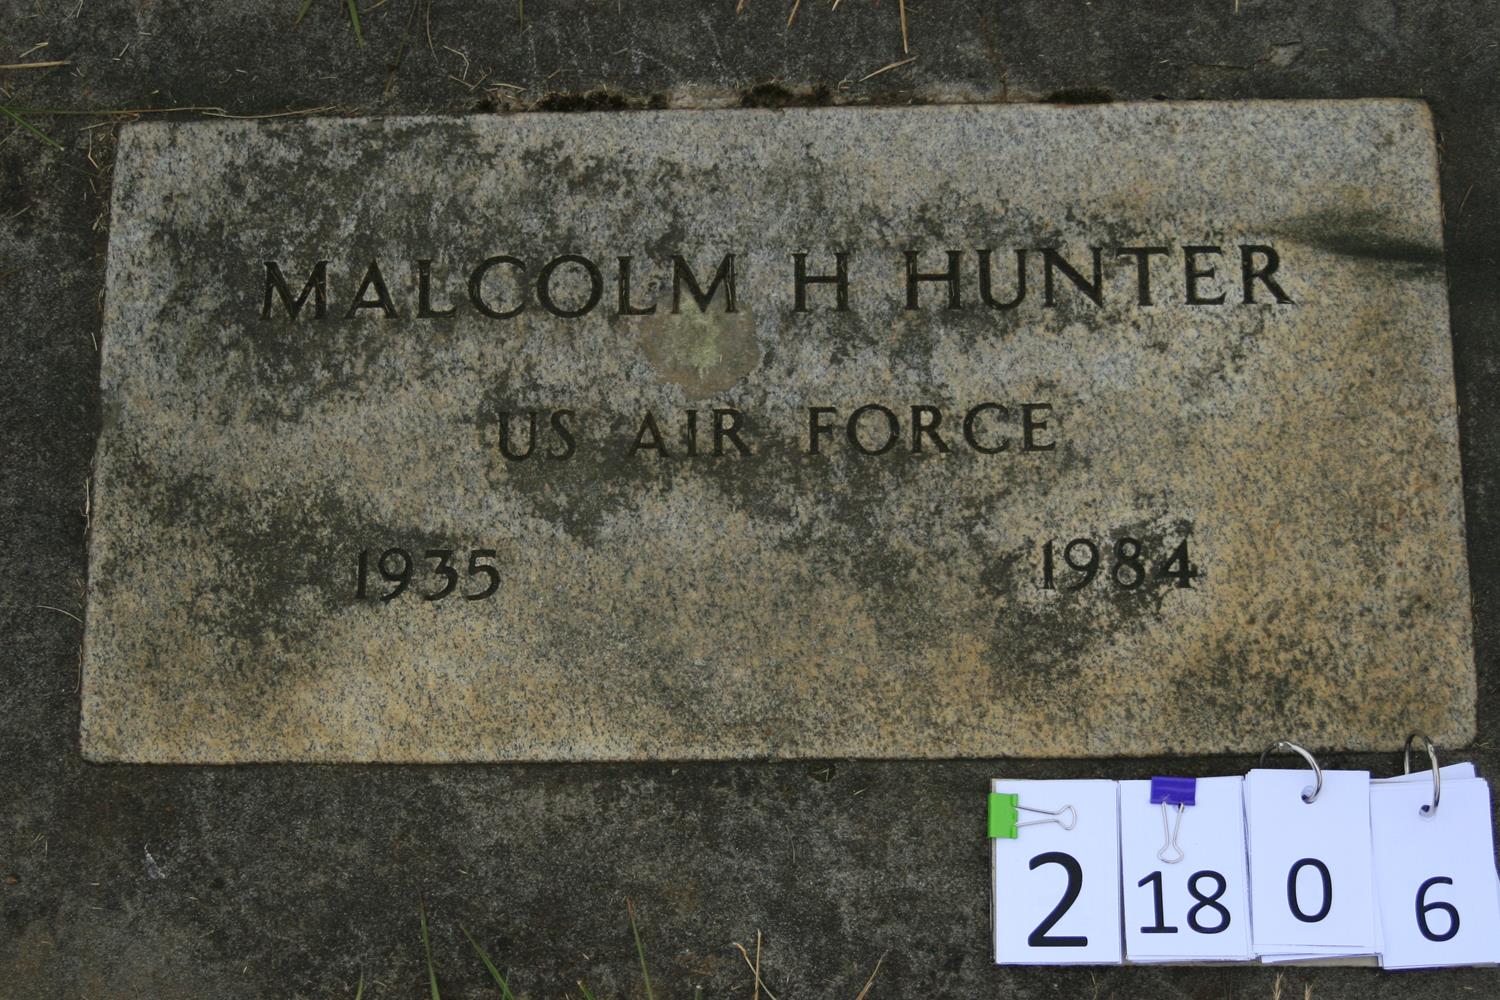 MALCOLM H HUNTER
US AIR FORCE
1935 1984
2 18 0 6